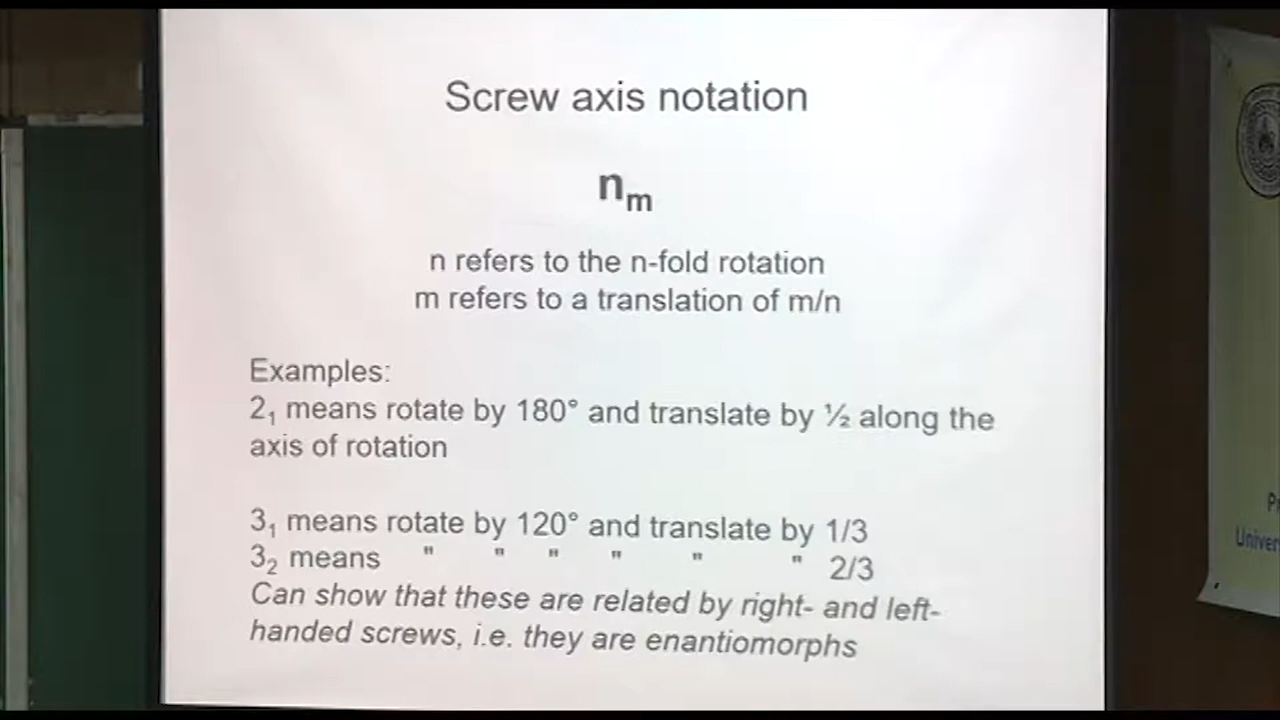 Screw axis notation
nₘ
n refers to the n-fold rotation
m refers to a translation of m/n
Examples:
2₁ means rotate by 180° and translate by ½ along the
axis of rotation
3₁ means rotate by 120° and translate by 1/3
3₂ means " " " " " " 2/3
Can show that these are related by right- and left-
handed screws, i.e. they are enantiomorphs